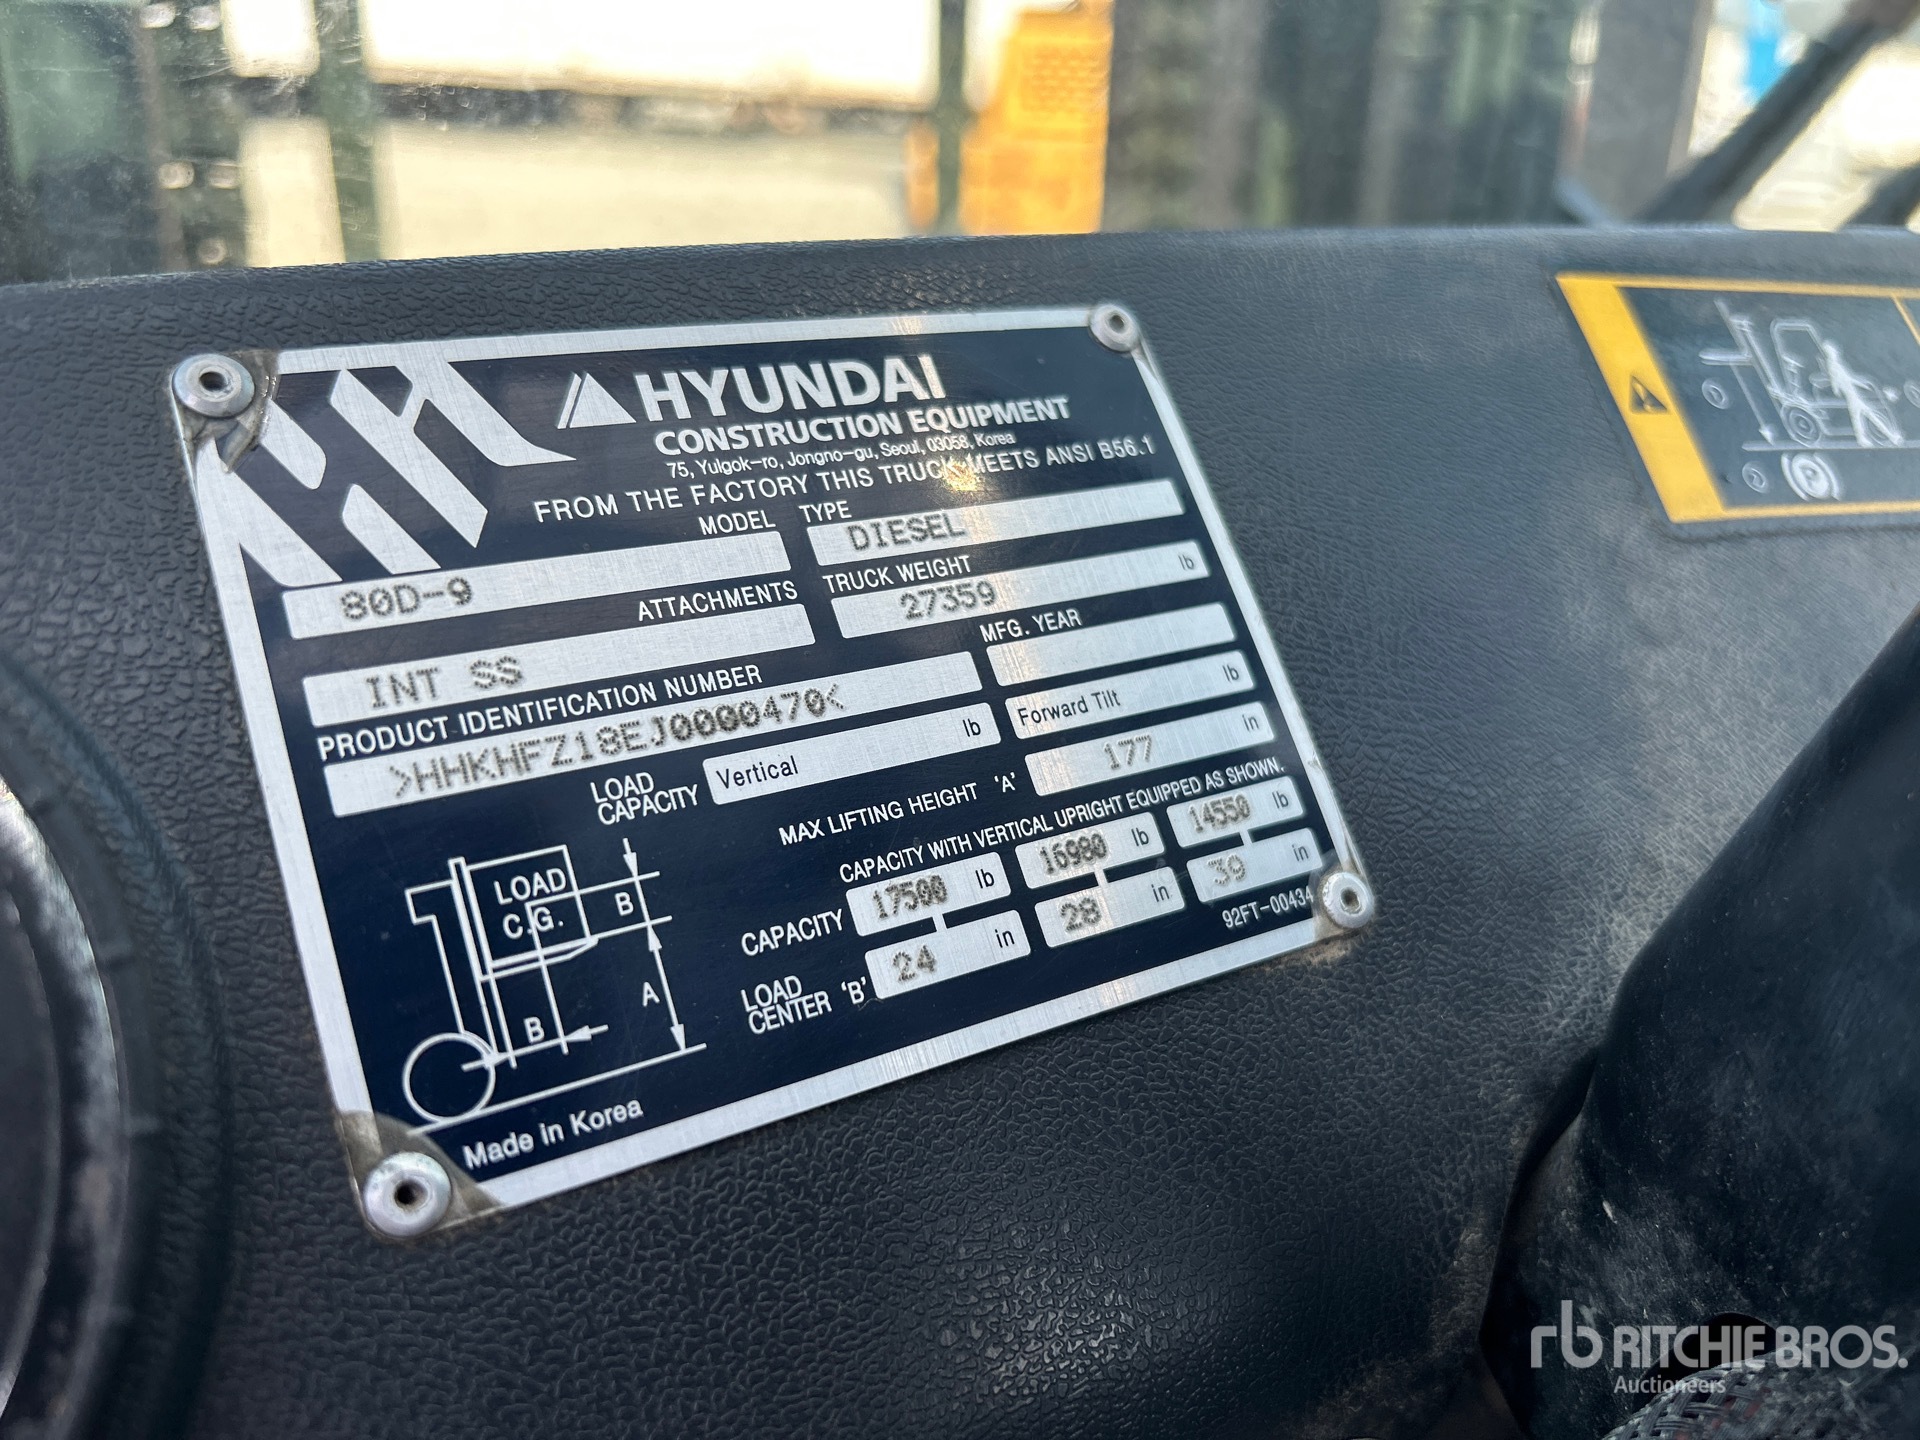 HYUNDAI
CONSTRUCTION EQUIPMENT
75, Yulgok-ro, Jongno-gu, Seoul, 03058, Korea
FROM THE FACTORY THIS TRUCK MEETS ANSI B56.1
MODEL
80D-9
TYPE
DIESEL
ATTACHMENTS
INT SS
TRUCK WEIGHT
27359 lb
PRODUCT IDENTIFICATION NUMBER
>HHKHFZ18EJ0000470<
MFG. YEAR
LOAD
CAPACITY
Vertical lb
Forward Tilt lb
MAX LIFTING HEIGHT 'A' 177 in
CAPACITY WITH VERTICAL UPRIGHT EQUIPPED AS SHOWN.
CAPACITY 17500 lb 16980 lb 14550 lb
LOAD
CENTER 'B' 24 in 28 in 39 in
92FT-00434
LOAD
C.G.
B
A
B
Made in Korea
1
2
P
rb RITCHIE BROS.
Auctioneers